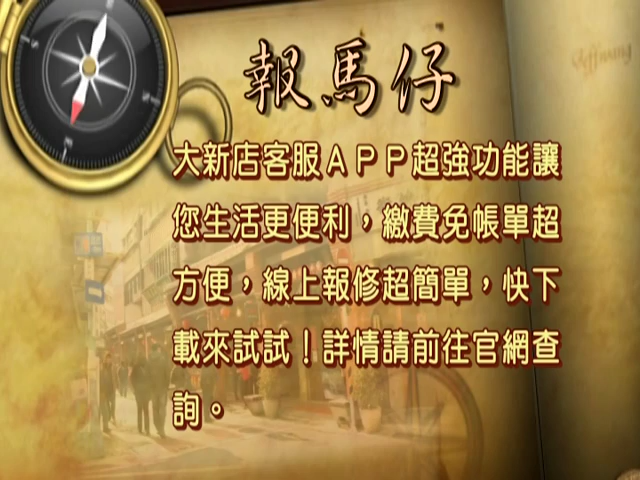 報馬仔
大新店客服APP超強功能讓
您生活更便利，繳費免帳單超
方便，線上報修超簡單，快下
載來試試！詳情請前往官網查
詢。